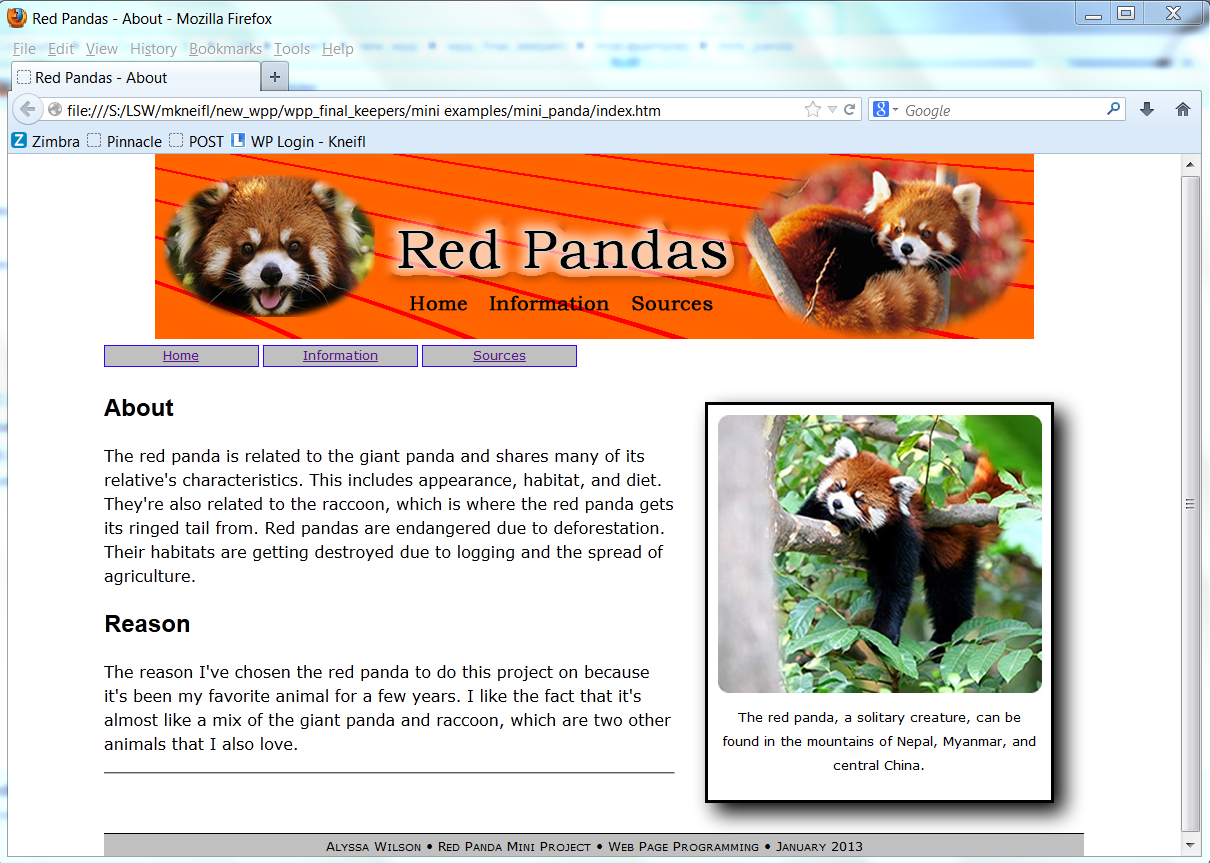 Red Pandas - About - Mozilla Firefox
File Edit View History Bookmarks Tools Help
Red Pandas - About +
file:///S:/LSW/mkneifl/new_wpp/wpp_final_keepers/mini examples/mini_panda/index.htm
8 Google
Z Zimbra Pinnacle POST WP Login - Kneifl
Red Pandas
Home Information Sources
Home Information Sources
About
The red panda is related to the giant panda and shares many of its
relative's characteristics. This includes appearance, habitat, and diet.
They're also related to the raccoon, which is where the red panda gets
its ringed tail from. Red pandas are endangered due to deforestation.
Their habitats are getting destroyed due to logging and the spread of
agriculture.
Reason
The reason I've chosen the red panda to do this project on because
it's been my favorite animal for a few years. I like the fact that it's
almost like a mix of the giant panda and raccoon, which are two other
animals that I also love.
The red panda, a solitary creature, can be
found in the mountains of Nepal, Myanmar, and
central China.
Alyssa Wilson • Red Panda Mini Project • Web Page Programming • January 2013